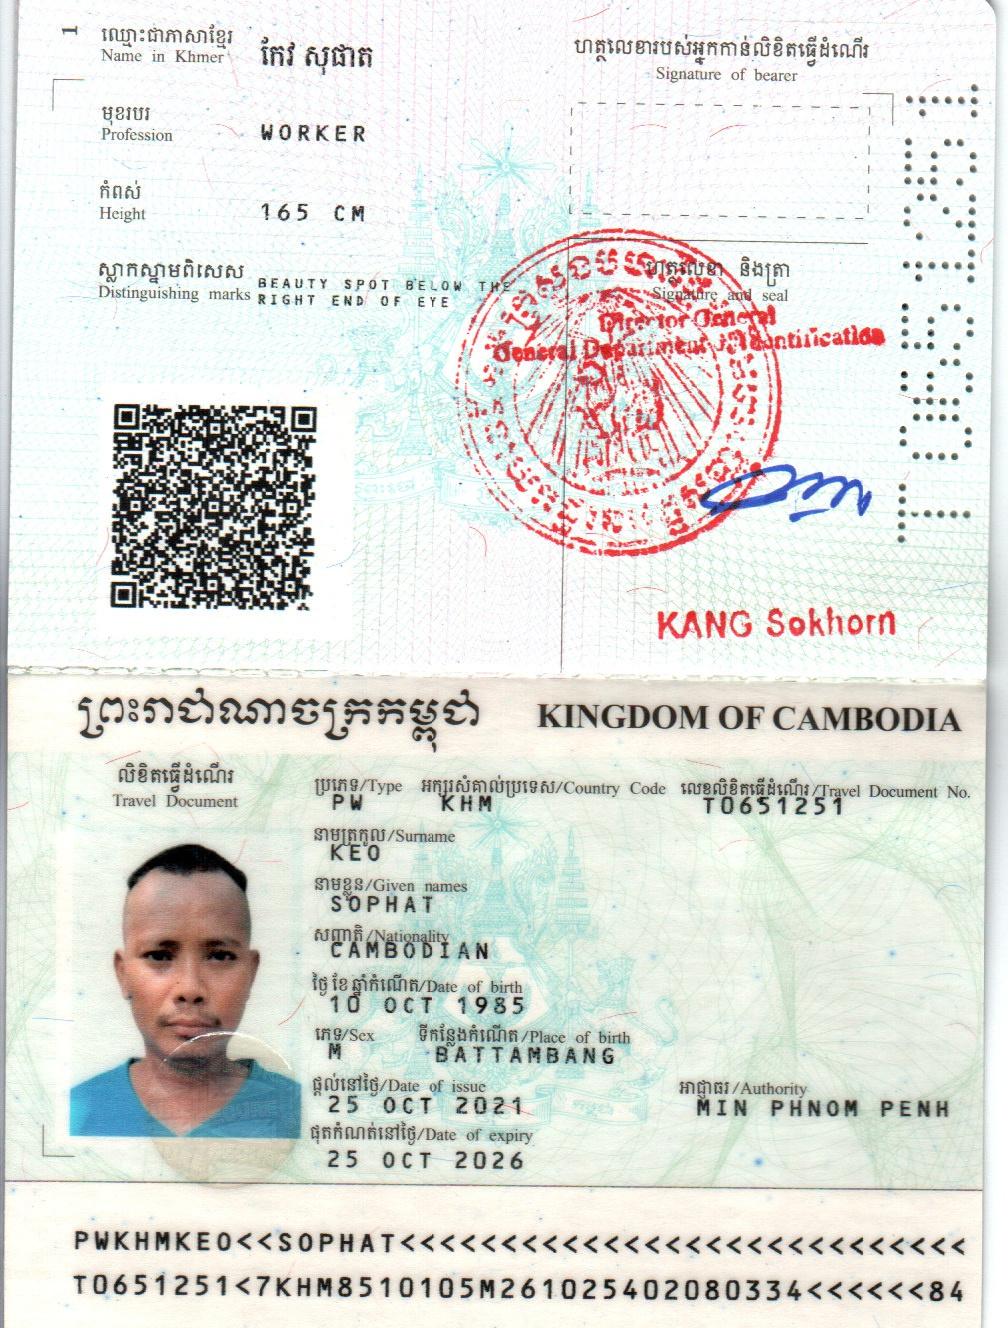 1
ឈ្មោះជាភាសាខ្មែរ
Name in Khmer
កែវ សុផាត
ហត្ថលេខារបស់អ្នកកាន់លិខិតធ្វើដំណើរ
Signature of bearer
មុខរបរ
Profession
WORKER
កំពស់
Height
165 CM
ស្លាកស្នាមពិសេស
Distinguishing marks
BEAUTY SPOT BELOW THE
RIGHT END OF EYE
ហត្ថលេខា និងត្រា
Signature and seal
Director General
General Department of Identification
KANG Sokhorn
T0651251
ព្រះរាជាណាចក្រកម្ពុជា
KINGDOM OF CAMBODIA
លិខិតធ្វើដំណើរ
Travel Document
ប្រភេទ/Type អក្សរសំគាល់ប្រទេស/Country Code លេខលិខិតធ្វើដំណើរ/Travel Document No.
PW KHM T0651251
នាមត្រកូល/Surname
KEO
នាមខ្លួន/Given names
SOPHAT
សញ្ជាតិ/Nationality
CAMBODIAN
ថ្ងៃ ខែ ឆ្នាំកំណើត/Date of birth
10 OCT 1985
ភេទ/Sex ទីកន្លែងកំណើត/Place of birth
M BATTAMBANG
ផ្តល់នៅថ្ងៃ/Date of issue អាជ្ញាធរ/Authority
25 OCT 2021 MIN PHNOM PENH
ផុតកំណត់នៅថ្ងៃ/Date of expiry
25 OCT 2026
PWKHMKEO<<SOPHAT<<<<<<<<<<<<<<<<<<<<<<<<<<<<
T0651251<7KHM8510105M261025402080334<<<<<<84